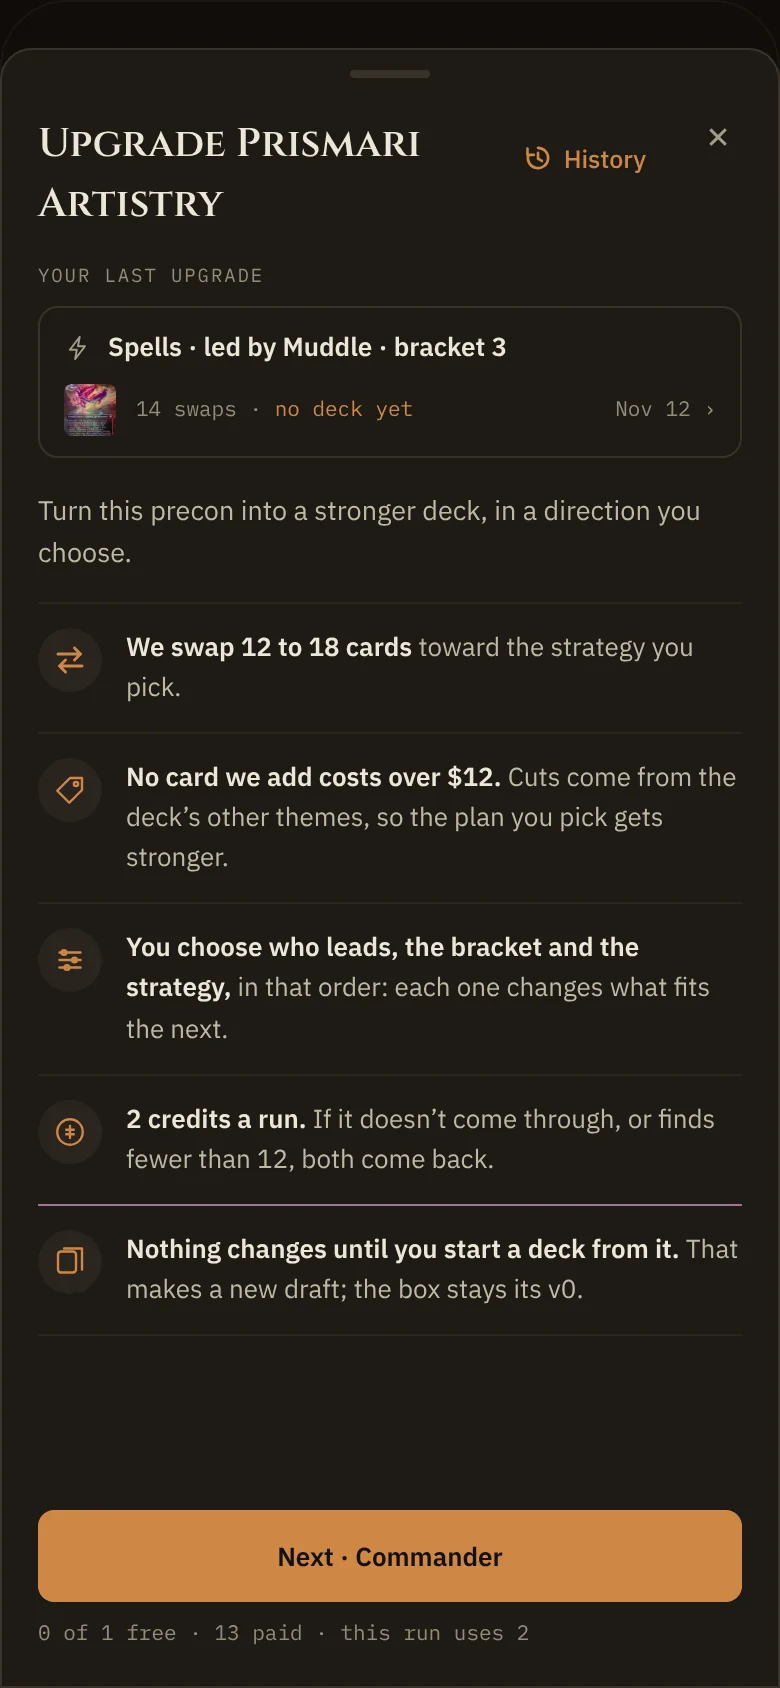 Upgrade Prismari
Artistry
History
×
YOUR LAST UPGRADE
Spells · led by Muddle · bracket 3
14 swaps · no deck yet
Nov 12 ›
Turn this precon into a stronger deck, in a direction you
choose.
We swap 12 to 18 cards toward the strategy you
pick.
No card we add costs over $12. Cuts come from the
deck’s other themes, so the plan you pick gets
stronger.
You choose who leads, the bracket and the
strategy, in that order: each one changes what fits
the next.
2 credits a run. If it doesn’t come through, or finds
fewer than 12, both come back.
Nothing changes until you start a deck from it. That
makes a new draft; the box stays its v0.
Next · Commander
0 of 1 free · 13 paid · this run uses 2